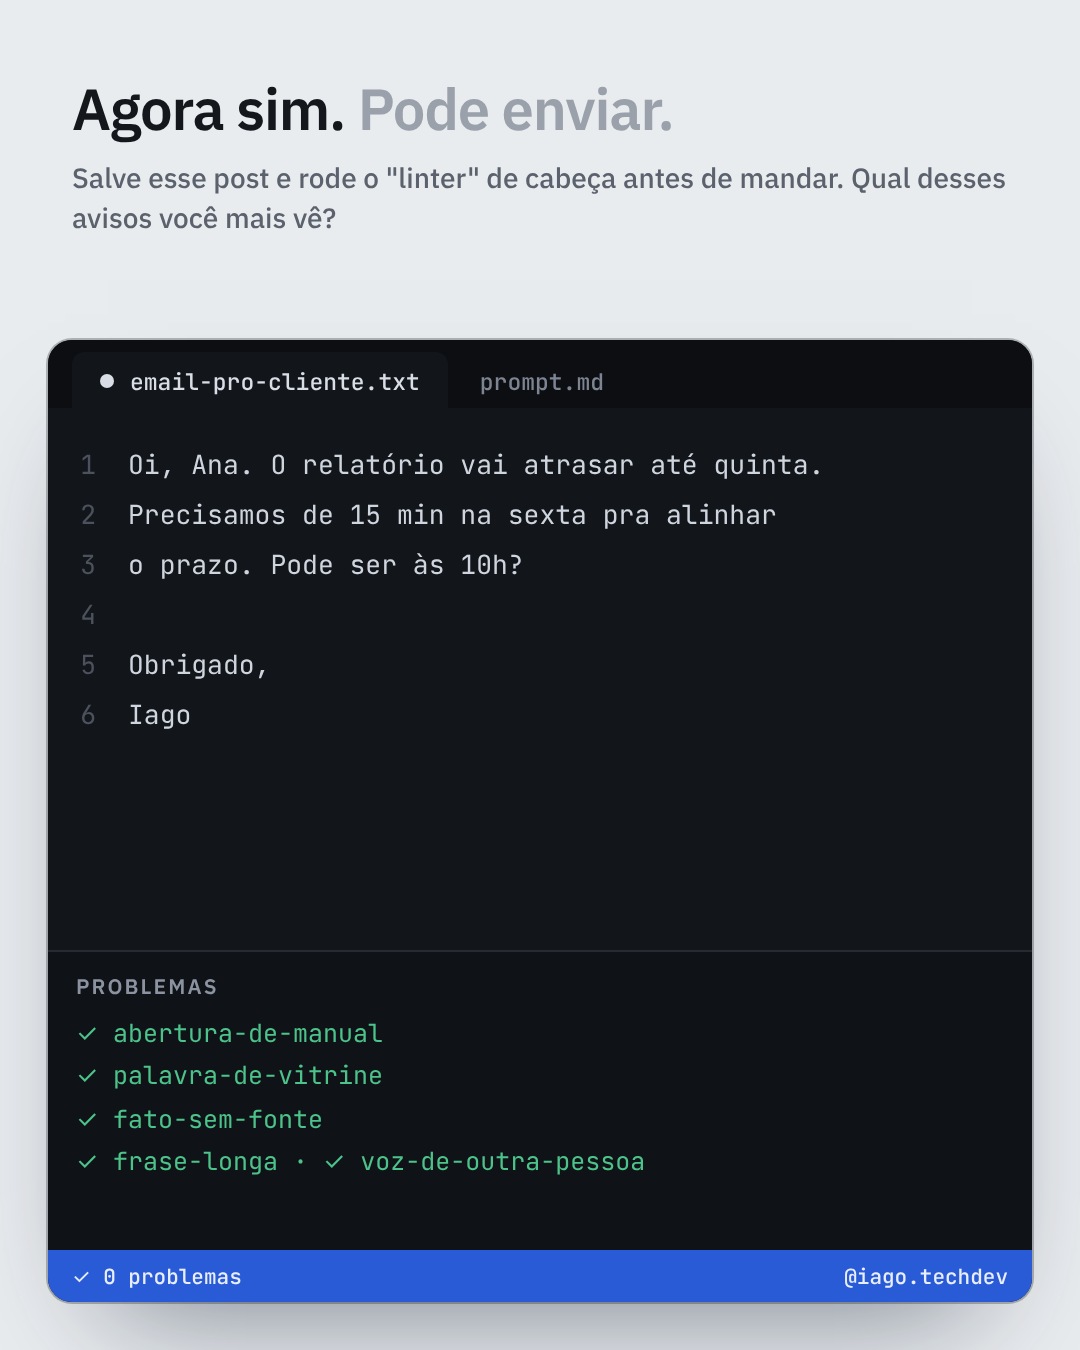 Agora sim. Pode enviar.
Salve esse post e rode o "linter" de cabeça antes de mandar. Qual desses
avisos você mais vê?
● email-pro-cliente.txt prompt.md
1 Oi, Ana. O relatório vai atrasar até quinta.
2 Precisamos de 15 min na sexta pra alinhar
3 o prazo. Pode ser às 10h?
4
5 Obrigado,
6 Iago
PROBLEMAS
✓ abertura-de-manual
✓ palavra-de-vitrine
✓ fato-sem-fonte
✓ frase-longa · ✓ voz-de-outra-pessoa
✓ 0 problemas @iago.techdev